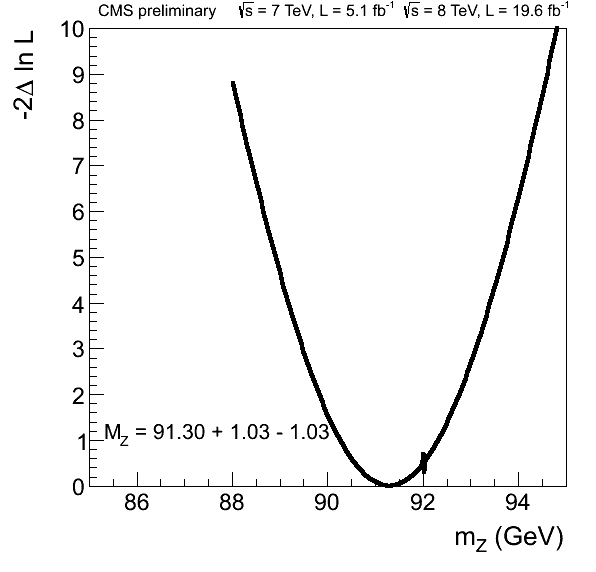 CMS preliminary √s = 7 TeV, L = 5.1 fb⁻¹ √s = 8 TeV, L = 19.6 fb⁻¹
-2Δ ln L
10
9
8
7
6
5
4
3
2
1
0
M_Z = 91.30 + 1.03 - 1.03
86 88 90 92 94
m_Z (GeV)